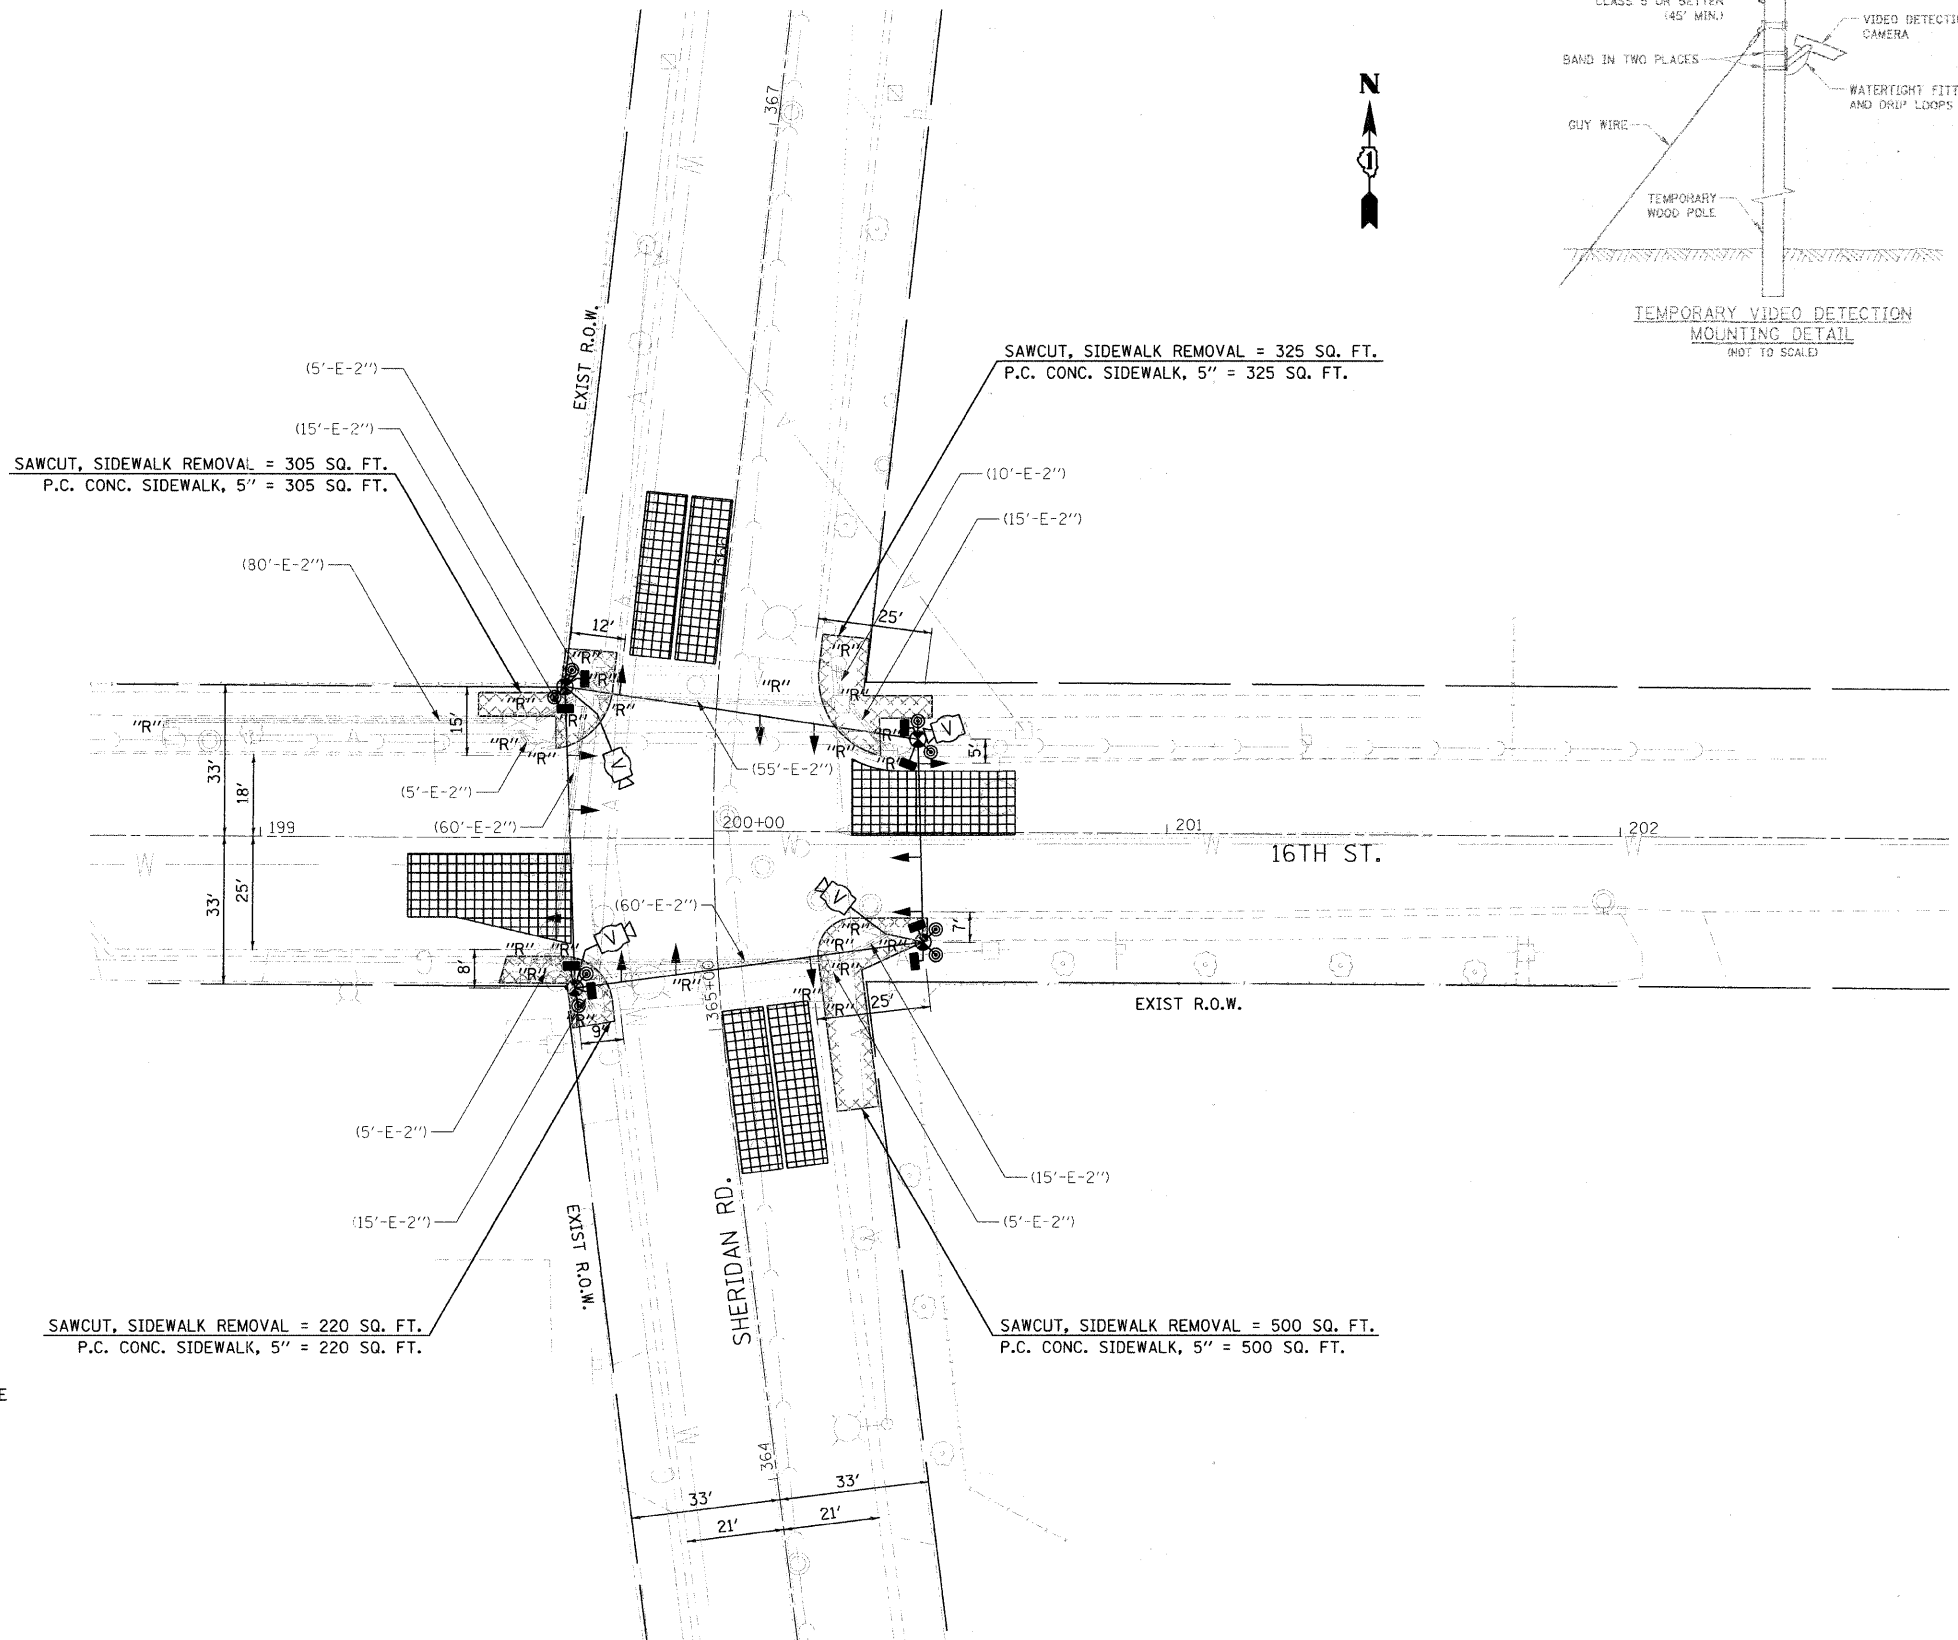 CLASS 5 OR BETTER
(45' MIN.)
VIDEO DETECTI
CAMERA
BAND IN TWO PLACES
WATERTIGHT FITT
AND DRIP LOOPS
GUY WIRE
TEMPORARY
WOOD POLE
TEMPORARY VIDEO DETECTION
MOUNTING DETAIL
(NOT TO SCALE)
N
1
367
EXIST R.O.W.
SAWCUT, SIDEWALK REMOVAL = 325 SQ. FT.
P.C. CONC. SIDEWALK, 5" = 325 SQ. FT.
(5'-E-2")
(15'-E-2")
SAWCUT, SIDEWALK REMOVAL = 305 SQ. FT.
P.C. CONC. SIDEWALK, 5" = 305 SQ. FT.
(80'-E-2")
(10'-E-2")
(15'-E-2")
12'
25'
"R"
"R"
"R"
"R"
"R"
"R"
"R"
"R"
"R"
"R"
"R"
"R"
"R"
"R"
15'
5'
33'
18'
V
V
(5'-E-2")
(55'-E-2")
(60'-E-2")
199
200+00
201
202
W
W
W
W
16TH ST.
33'
25'
8'
(60'-E-2")
V
V
7'
"R"
"R"
"R"
"R"
"R"
"R"
"R"
"R"
"R"
"R"
"R"
365+00
25'
9'
EXIST R.O.W.
(5'-E-2")
(15'-E-2")
(15'-E-2")
(5'-E-2")
EXIST R.O.W.
SHERIDAN RD.
SAWCUT, SIDEWALK REMOVAL = 220 SQ. FT.
P.C. CONC. SIDEWALK, 5" = 220 SQ. FT.
SAWCUT, SIDEWALK REMOVAL = 500 SQ. FT.
P.C. CONC. SIDEWALK, 5" = 500 SQ. FT.
E
364
33'
33'
21'
21'